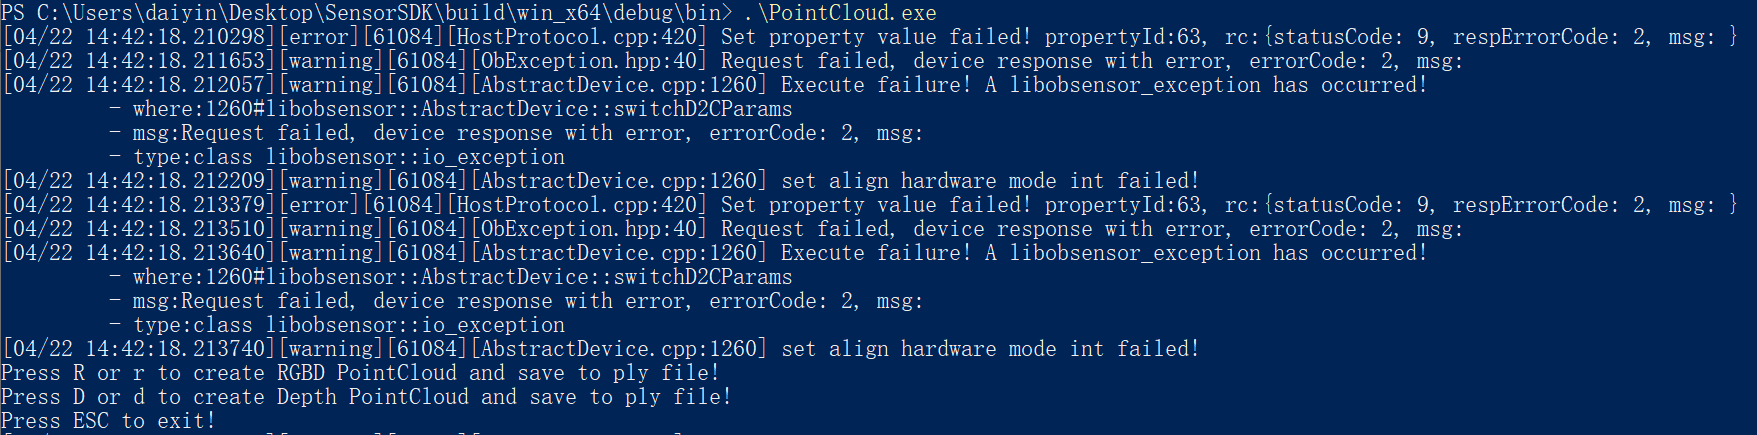 PS C:\Users\daiyin\Desktop\SensorSDK\build\win_x64\debug\bin> .\PointCloud.exe
[04/22 14:42:18.210298][error][61084][HostProtocol.cpp:420] Set property value failed! propertyId:63, rc:{statusCode: 9, respErrorCode: 2, msg: }
[04/22 14:42:18.211653][warning][61084][ObException.hpp:40] Request failed, device response with error, errorCode: 2, msg:
[04/22 14:42:18.212057][warning][61084][AbstractDevice.cpp:1260] Execute failure! A libobsensor_exception has occurred!
- where:1260#libobsensor::AbstractDevice::switchD2CParams
- msg:Request failed, device response with error, errorCode: 2, msg:
- type:class libobsensor::io_exception
[04/22 14:42:18.212209][warning][61084][AbstractDevice.cpp:1260] set align hardware mode int failed!
[04/22 14:42:18.213379][error][61084][HostProtocol.cpp:420] Set property value failed! propertyId:63, rc:{statusCode: 9, respErrorCode: 2, msg: }
[04/22 14:42:18.213510][warning][61084][ObException.hpp:40] Request failed, device response with error, errorCode: 2, msg:
[04/22 14:42:18.213640][warning][61084][AbstractDevice.cpp:1260] Execute failure! A libobsensor_exception has occurred!
- where:1260#libobsensor::AbstractDevice::switchD2CParams
- msg:Request failed, device response with error, errorCode: 2, msg:
- type:class libobsensor::io_exception
[04/22 14:42:18.213740][warning][61084][AbstractDevice.cpp:1260] set align hardware mode int failed!
Press R or r to create RGBD PointCloud and save to ply file!
Press D or d to create Depth PointCloud and save to ply file!
Press ESC to exit!